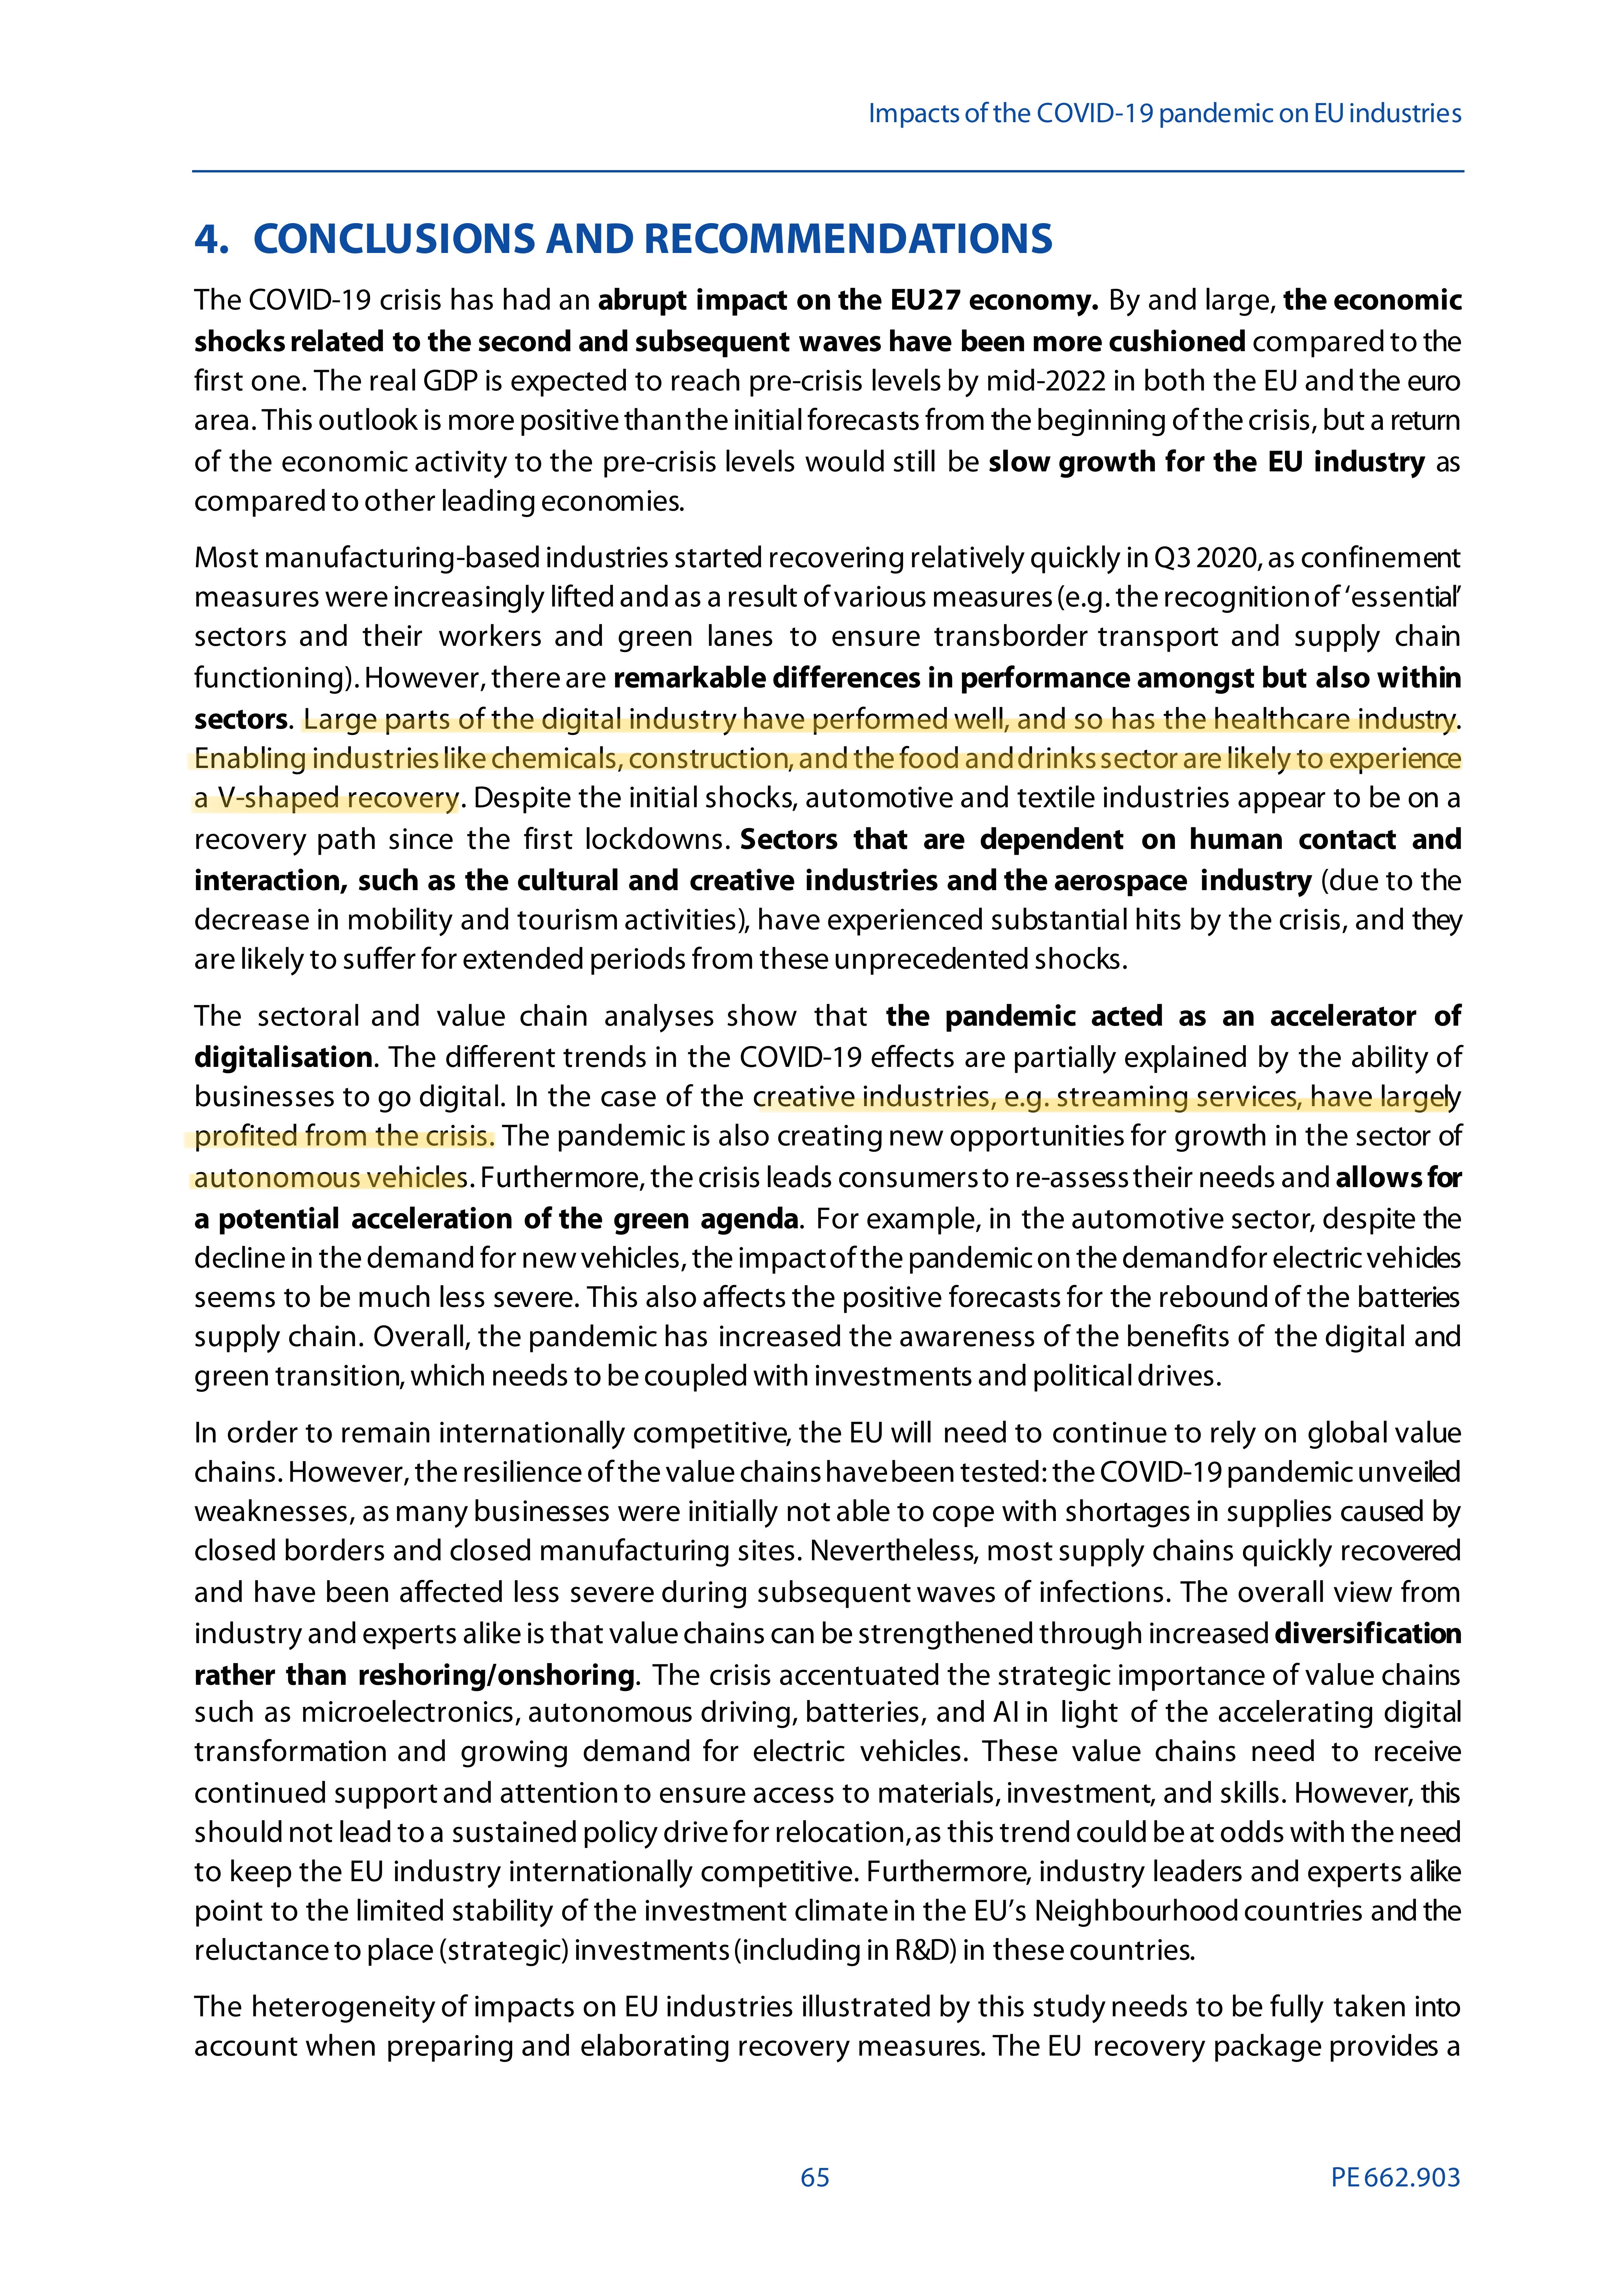 Impacts of the COVID-19 pandemic on EU industries
4. CONCLUSIONS AND RECOMMENDATIONS
The COVID-19 crisis has had an abrupt impact on the EU27 economy. By and large, the economic
shocks related to the second and subsequent waves have been more cushioned compared to the
first one. The real GDP is expected to reach pre-crisis levels by mid-2022 in both the EU and the euro
area. This outlook is more positive than the initial forecasts from the beginning of the crisis, but a return
of the economic activity to the pre-crisis levels would still be slow growth for the EU industry as
compared to other leading economies.
Most manufacturing-based industries started recovering relatively quickly in Q3 2020, as confinement
measures were increasingly lifted and as a result of various measures (e.g. the recognition of ‘essential’
sectors and their workers and green lanes to ensure transborder transport and supply chain
functioning). However, there are remarkable differences in performance amongst but also within
sectors. Large parts of the digital industry have performed well, and so has the healthcare industry.
Enabling industries like chemicals, construction, and the food and drinks sector are likely to experience
a V-shaped recovery. Despite the initial shocks, automotive and textile industries appear to be on a
recovery path since the first lockdowns. Sectors that are dependent on human contact and
interaction, such as the cultural and creative industries and the aerospace industry (due to the
decrease in mobility and tourism activities), have experienced substantial hits by the crisis, and they
are likely to suffer for extended periods from these unprecedented shocks.
The sectoral and value chain analyses show that the pandemic acted as an accelerator of
digitalisation. The different trends in the COVID-19 effects are partially explained by the ability of
businesses to go digital. In the case of the creative industries, e.g. streaming services, have largely
profited from the crisis. The pandemic is also creating new opportunities for growth in the sector of
autonomous vehicles. Furthermore, the crisis leads consumers to re-assess their needs and allows for
a potential acceleration of the green agenda. For example, in the automotive sector, despite the
decline in the demand for new vehicles, the impact of the pandemic on the demand for electric vehicles
seems to be much less severe. This also affects the positive forecasts for the rebound of the batteries
supply chain. Overall, the pandemic has increased the awareness of the benefits of the digital and
green transition, which needs to be coupled with investments and political drives.
In order to remain internationally competitive, the EU will need to continue to rely on global value
chains. However, the resilience of the value chains have been tested: the COVID-19 pandemic unveiled
weaknesses, as many businesses were initially not able to cope with shortages in supplies caused by
closed borders and closed manufacturing sites. Nevertheless, most supply chains quickly recovered
and have been affected less severe during subsequent waves of infections. The overall view from
industry and experts alike is that value chains can be strengthened through increased diversification
rather than reshoring/onshoring. The crisis accentuated the strategic importance of value chains
such as microelectronics, autonomous driving, batteries, and AI in light of the accelerating digital
transformation and growing demand for electric vehicles. These value chains need to receive
continued support and attention to ensure access to materials, investment, and skills. However, this
should not lead to a sustained policy drive for relocation, as this trend could be at odds with the need
to keep the EU industry internationally competitive. Furthermore, industry leaders and experts alike
point to the limited stability of the investment climate in the EU’s Neighbourhood countries and the
reluctance to place (strategic) investments (including in R&D) in these countries.
The heterogeneity of impacts on EU industries illustrated by this study needs to be fully taken into
account when preparing and elaborating recovery measures. The EU recovery package provides a
65
PE 662.903